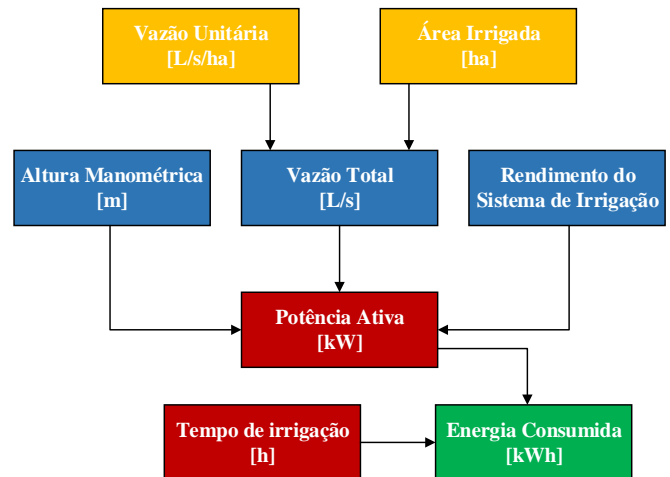 Vazão Unitária
[L/s/ha]
Área Irrigada
[ha]
Altura Manométrica
[m]
Vazão Total
[L/s]
Rendimento do
Sistema de Irrigação
Potência Ativa
[kW]
Tempo de irrigação
[h]
Energia Consumida
[kWh]